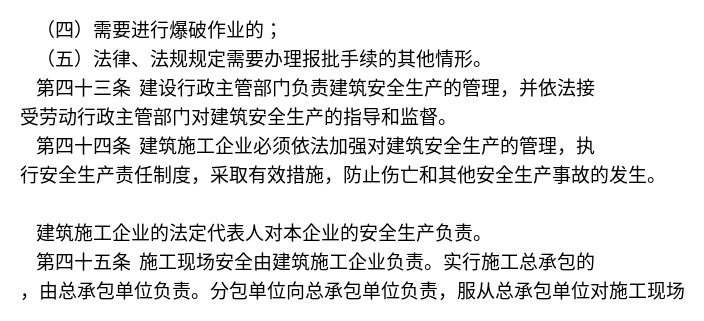 （四）需要进行爆破作业的；
（五）法律、法规规定需要办理报批手续的其他情形。
第四十三条 建设行政主管部门负责建筑安全生产的管理，并依法接
受劳动行政主管部门对建筑安全生产的指导和监督。
第四十四条 建筑施工企业必须依法加强对建筑安全生产的管理，执
行安全生产责任制度，采取有效措施，防止伤亡和其他安全生产事故的发生。
建筑施工企业的法定代表人对本企业的安全生产负责。
第四十五条 施工现场安全由建筑施工企业负责。实行施工总承包的
，由总承包单位负责。分包单位向总承包单位负责，服从总承包单位对施工现场